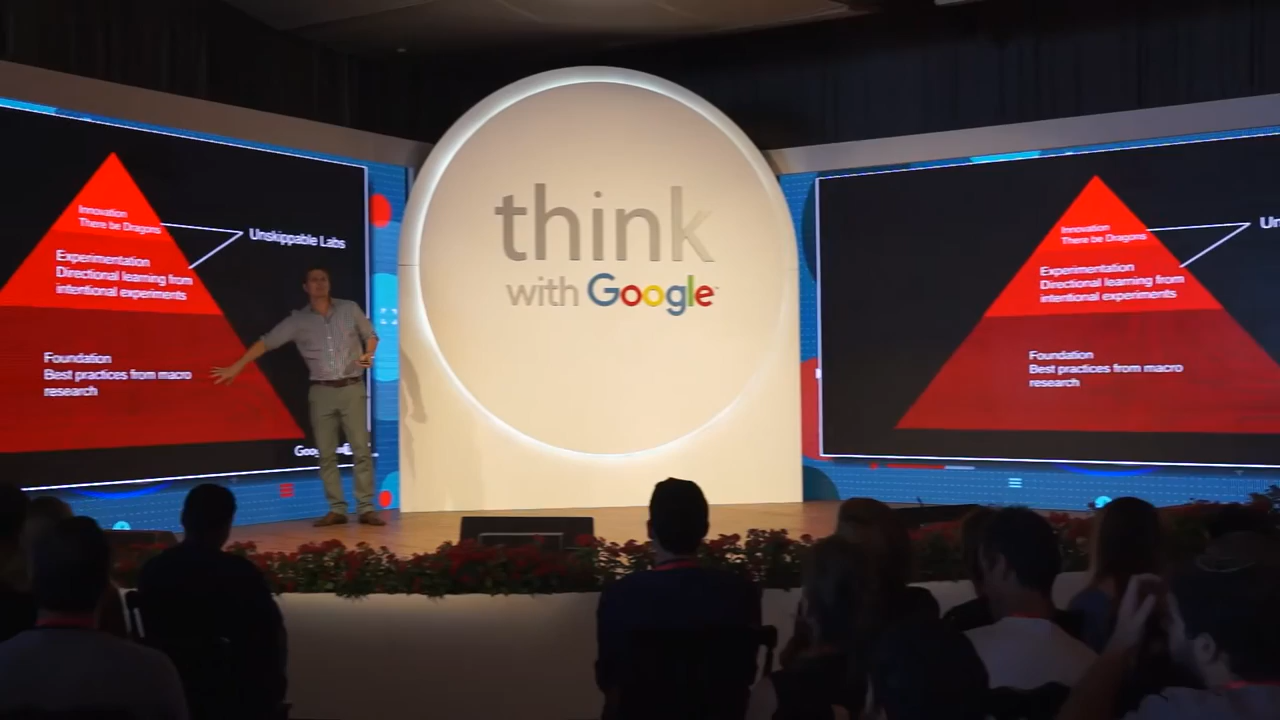 Innovation
There be Dragons
Unskippable Labs
Experimentation
Directional learning from
intentional experiments
Foundation
Best practices from macro
research
think
with Google
Innovation
There be Dragons
Experimentation
Directional learning from
intentional experiments
Foundation
Best practices from macro
research